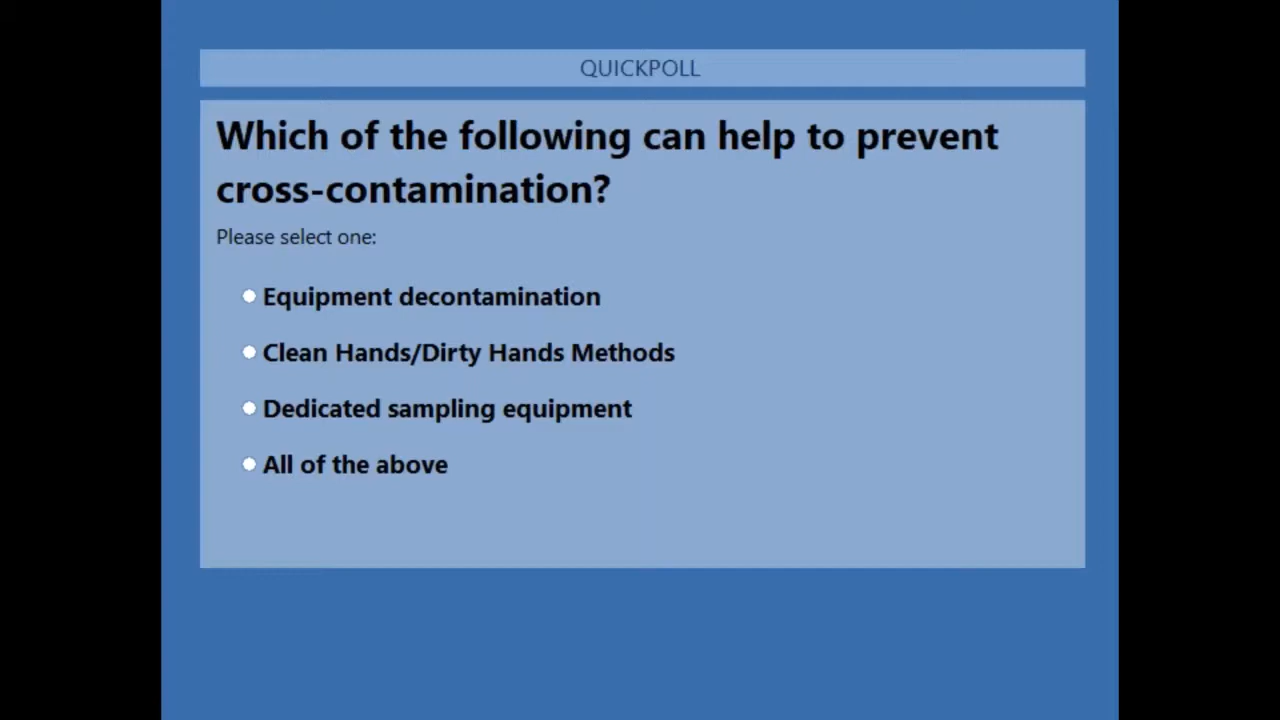 QUICKPOLL
Which of the following can help to prevent
cross-contamination?
Please select one:
Equipment decontamination
Clean Hands/Dirty Hands Methods
Dedicated sampling equipment
All of the above